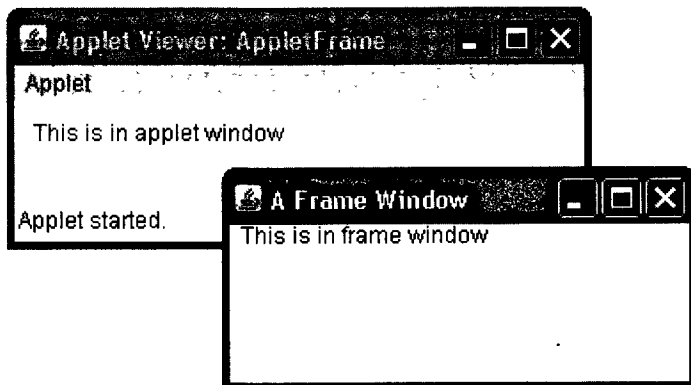 Applet Viewer: AppletFrame
Applet
This is in applet window
Applet started.
A Frame Window
This is in frame window